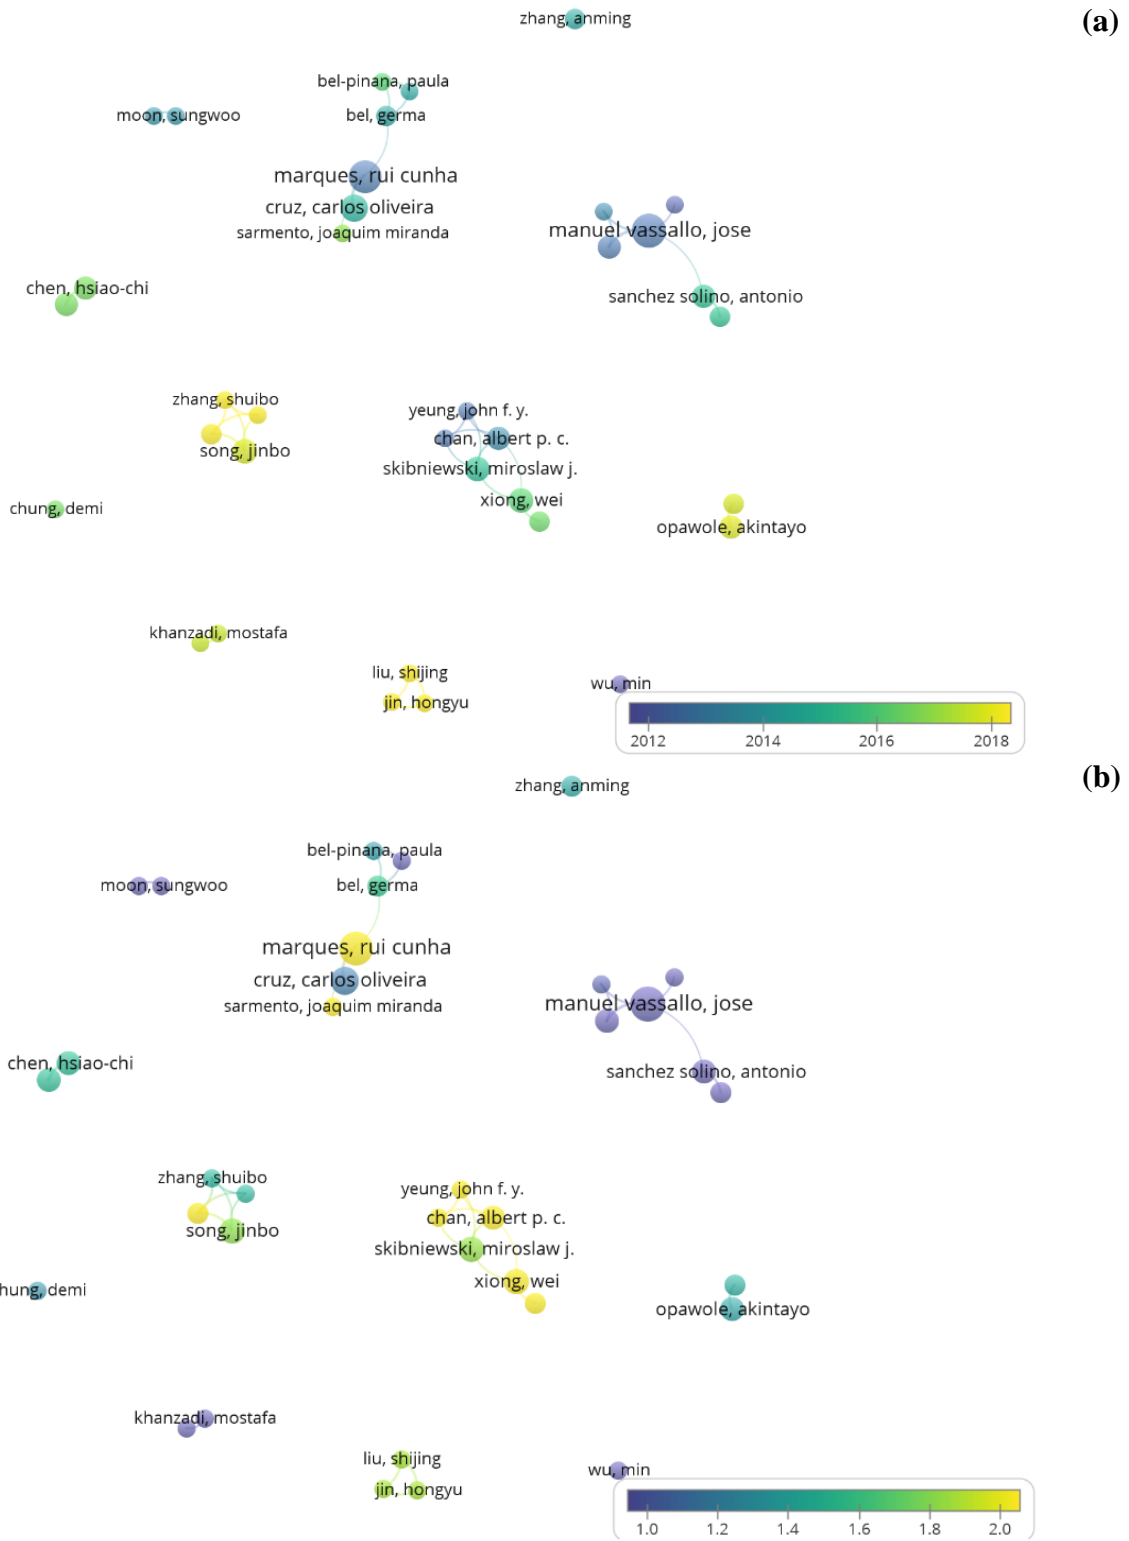 zhang, anming
(a)
bel-pinana, paula
moon, sungwoo
bel, germa
marques, rui cunha
cruz, carlos oliveira
sarmento, joaquim miranda
manuel vassallo, jose
chen, hsiao-chi
sanchez solino, antonio
zhang, shuibo
song, jinbo
yeung, john f. y.
chan, albert p. c.
skibniewski, miroslaw j.
xiong, wei
chung, demi
opawole, akintayo
khanzadi, mostafa
liu, shijing
jin, hongyu
wu, min
2012 2014 2016 2018
zhang, anming
(b)
bel-pinana, paula
moon, sungwoo
bel, germa
marques, rui cunha
cruz, carlos oliveira
sarmento, joaquim miranda
manuel vassallo, jose
chen, hsiao-chi
sanchez solino, antonio
zhang, shuibo
song, jinbo
yeung, john f. y.
chan, albert p. c.
skibniewski, miroslaw j.
xiong, wei
hung, demi
opawole, akintayo
khanzadi, mostafa
liu, shijing
jin, hongyu
wu, min
1.0 1.2 1.4 1.6 1.8 2.0